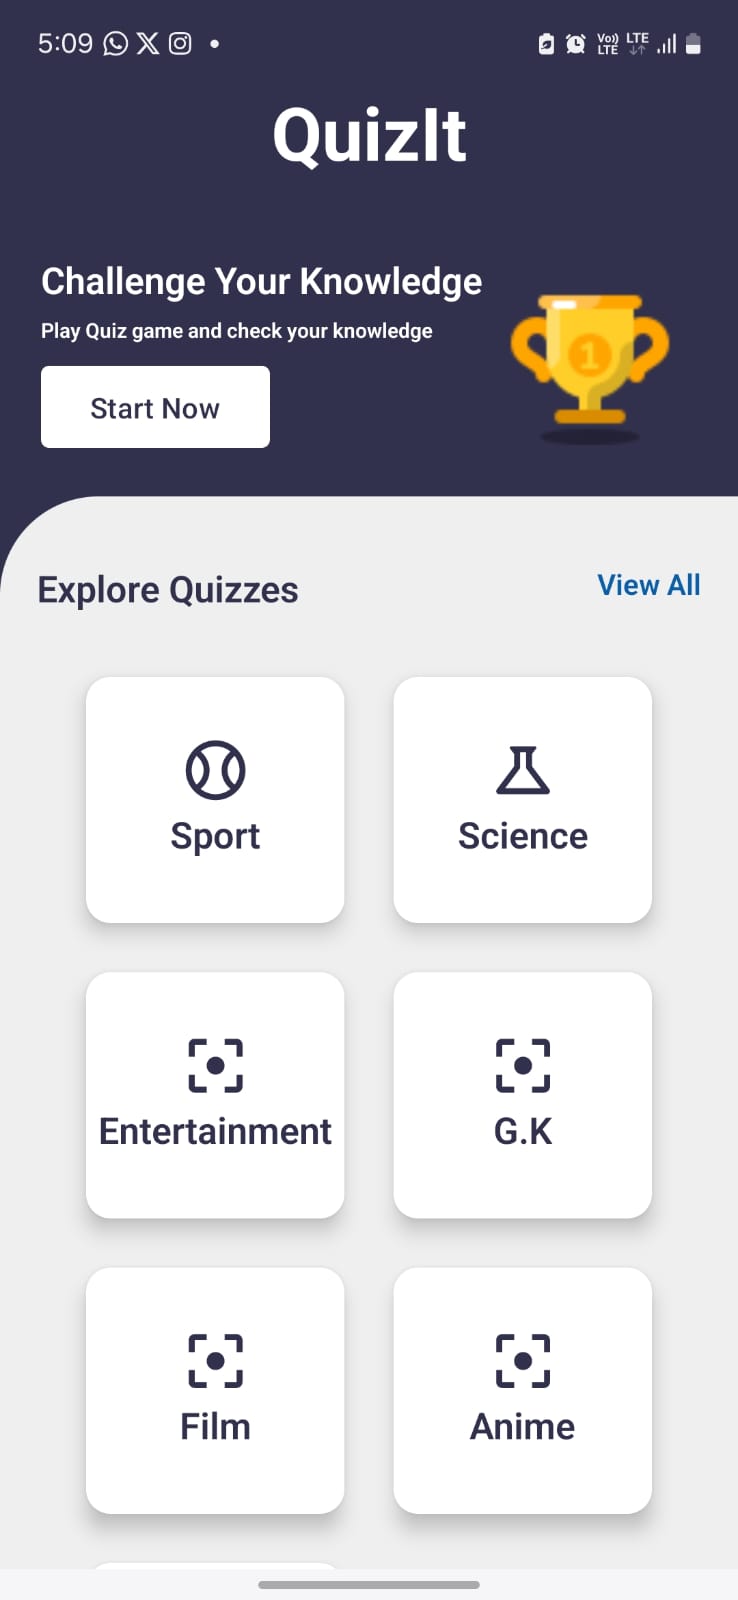 5:09
Vo)) LTE
LTE
QuizIt
Challenge Your Knowledge
Play Quiz game and check your knowledge
1
Start Now
Explore Quizzes
View All
Sport
Science
Entertainment
G.K
Film
Anime